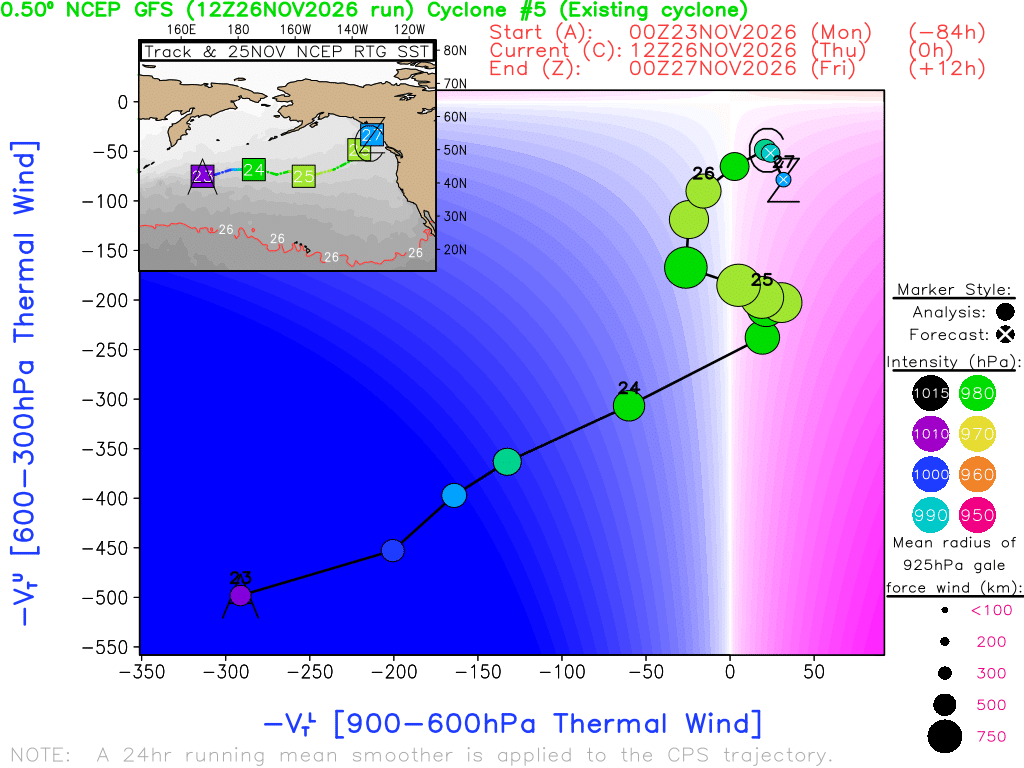 0.50° NCEP GFS (12Z26NOV2026 run) Cyclone #5 (Existing cyclone)
Start (A): 00Z23NOV2026 (Mon) (−84h)
Current (C): 12Z26NOV2026 (Thu) (0h)
End (Z): 00Z27NOV2026 (Fri) (+12h)
160E 180 160W 140W 120W
Track & 25NOV NCEP RTG SST
80N
70N
60N
50N
40N
30N
20N
23 24 25 27
26 26 26 26
0
−50
−100
−150
−200
−250
−300
−350
−400
−450
−500
−550
−V_T^U [600−300hPa Thermal Wind]
A 23
24
25
26
C
27
Z
−350 −300 −250 −200 −150 −100 −50 0 50
−V_T^L [900−600hPa Thermal Wind]
Marker Style:
Analysis:
Forecast:
Intensity (hPa):
1015 980
1010 970
1000 960
990 950
Mean radius of
925hPa gale
force wind (km):
<100
200
300
500
750
NOTE: A 24hr running mean smoother is applied to the CPS trajectory.